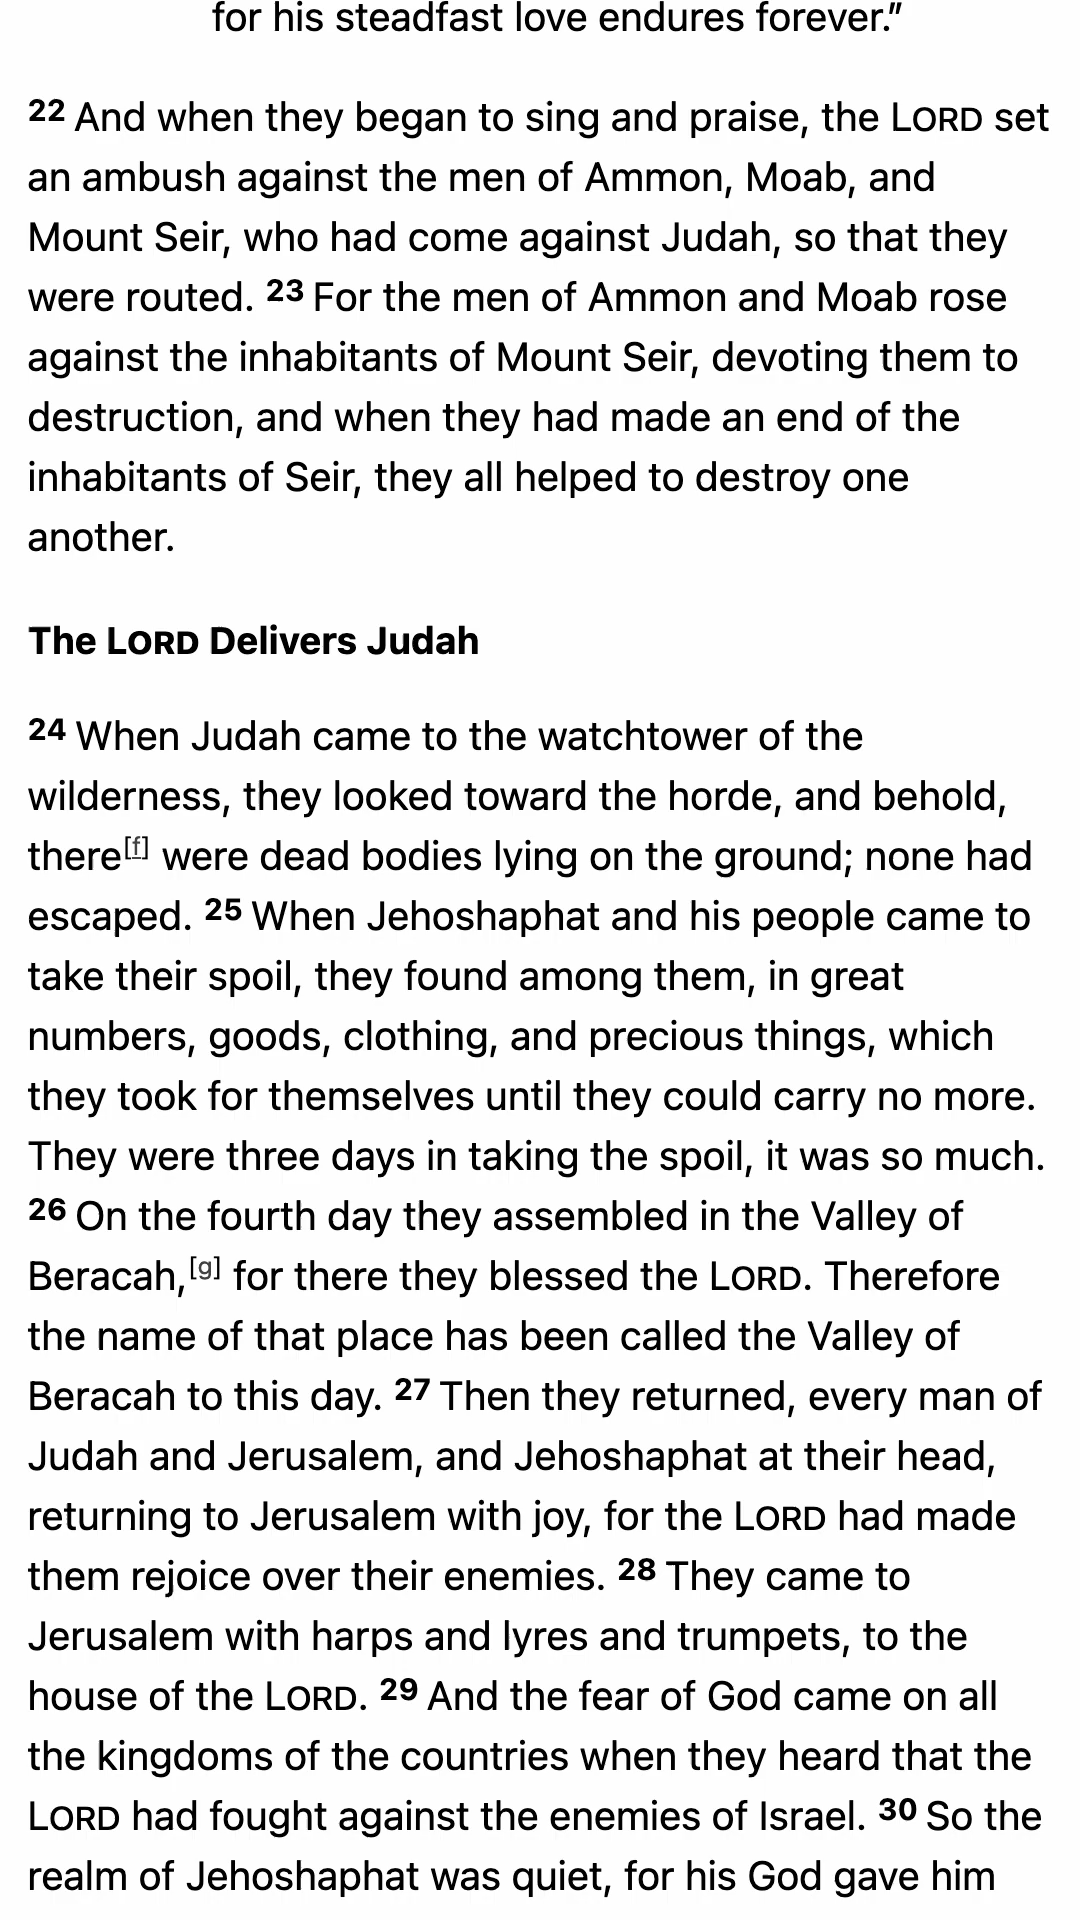 for his steadfast love endures forever.”
22 And when they began to sing and praise, the LORD set
an ambush against the men of Ammon, Moab, and
Mount Seir, who had come against Judah, so that they
were routed. 23 For the men of Ammon and Moab rose
against the inhabitants of Mount Seir, devoting them to
destruction, and when they had made an end of the
inhabitants of Seir, they all helped to destroy one
another.
The LORD Delivers Judah
24 When Judah came to the watchtower of the
wilderness, they looked toward the horde, and behold,
there[f] were dead bodies lying on the ground; none had
escaped. 25 When Jehoshaphat and his people came to
take their spoil, they found among them, in great
numbers, goods, clothing, and precious things, which
they took for themselves until they could carry no more.
They were three days in taking the spoil, it was so much.
26 On the fourth day they assembled in the Valley of
Beracah,[g] for there they blessed the LORD. Therefore
the name of that place has been called the Valley of
Beracah to this day. 27 Then they returned, every man of
Judah and Jerusalem, and Jehoshaphat at their head,
returning to Jerusalem with joy, for the LORD had made
them rejoice over their enemies. 28 They came to
Jerusalem with harps and lyres and trumpets, to the
house of the LORD. 29 And the fear of God came on all
the kingdoms of the countries when they heard that the
LORD had fought against the enemies of Israel. 30 So the
realm of Jehoshaphat was quiet, for his God gave him